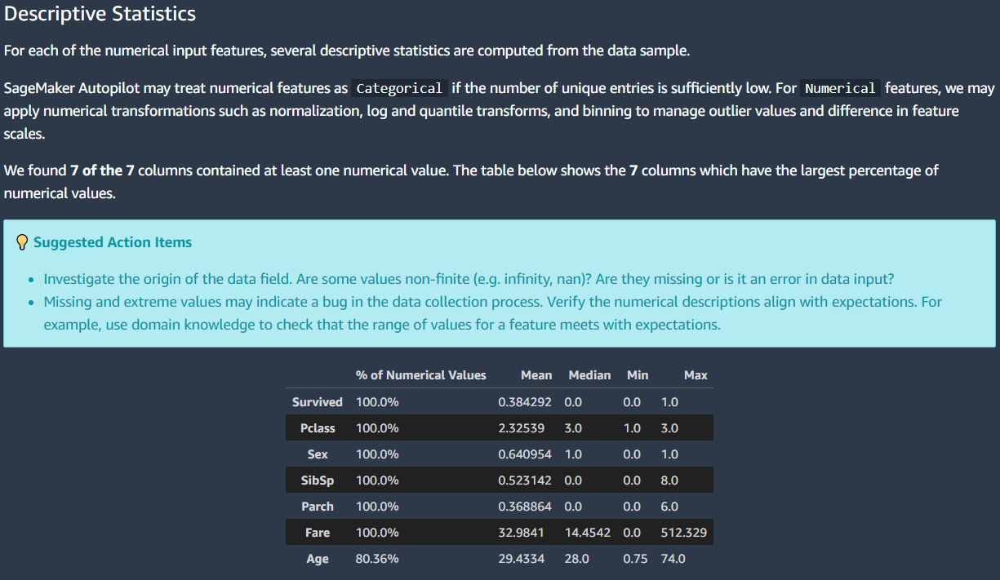 Descriptive Statistics
For each of the numerical input features, several descriptive statistics are computed from the data sample.
SageMaker Autopilot may treat numerical features as Categorical if the number of unique entries is sufficiently low. For Numerical features, we may
apply numerical transformations such as normalization, log and quantile transforms, and binning to manage outlier values and difference in feature
scales.
We found 7 of the 7 columns contained at least one numerical value. The table below shows the 7 columns which have the largest percentage of
numerical values.
Suggested Action Items
• Investigate the origin of the data field. Are some values non-finite (e.g. infinity, nan)? Are they missing or is it an error in data input?
• Missing and extreme values may indicate a bug in the data collection process. Verify the numerical descriptions align with expectations. For
example, use domain knowledge to check that the range of values for a feature meets with expectations.
% of Numerical Values Mean Median Min Max
Survived 100.0% 0.384292 0.0 0.0 1.0
Pclass 100.0% 2.32539 3.0 1.0 3.0
Sex 100.0% 0.640954 1.0 0.0 1.0
SibSp 100.0% 0.523142 0.0 0.0 8.0
Parch 100.0% 0.368864 0.0 0.0 6.0
Fare 100.0% 32.9841 14.4542 0.0 512.329
Age 80.36% 29.4334 28.0 0.75 74.0